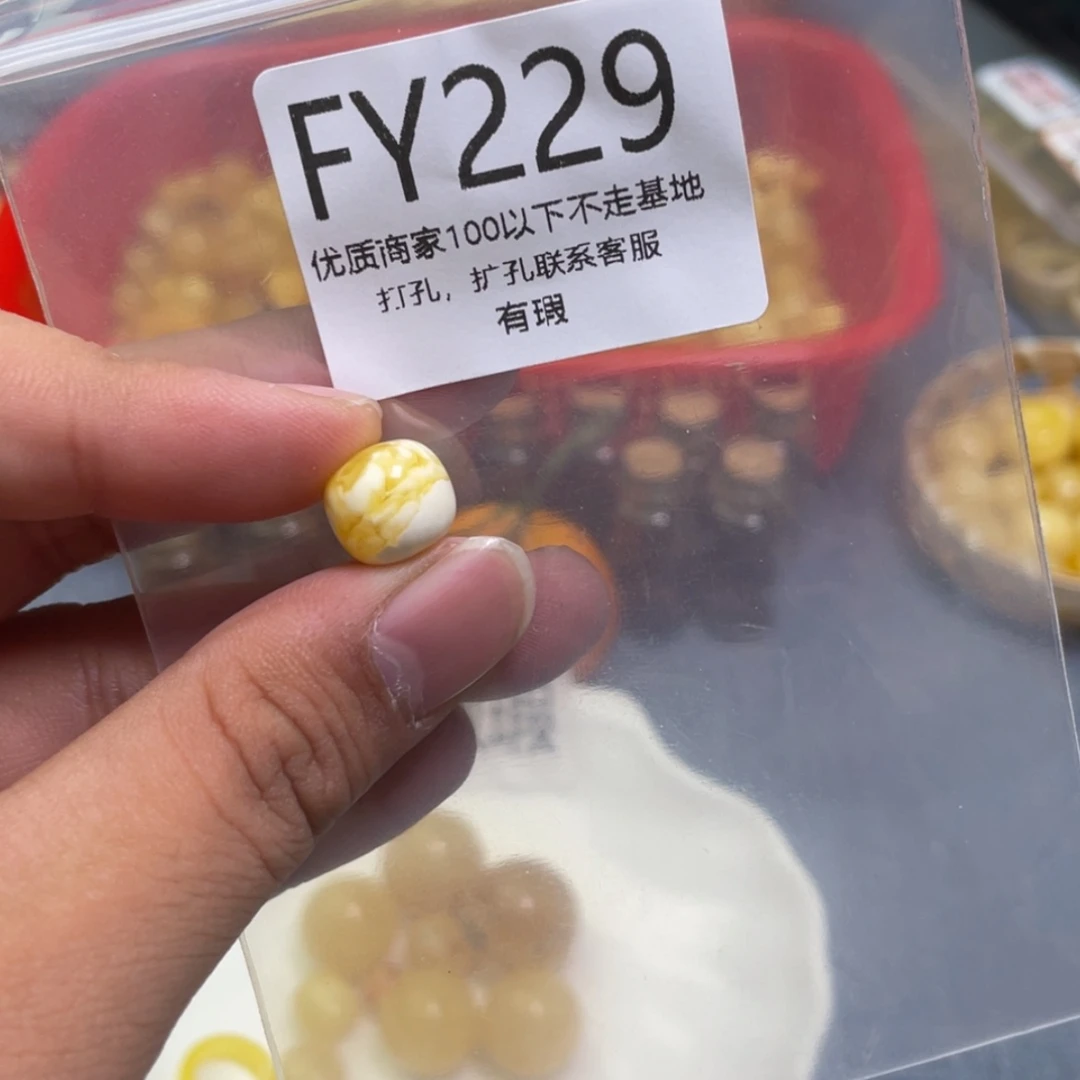 FY229
优质商家100以下不走基地
打孔，扩孔联系客服
有瑕